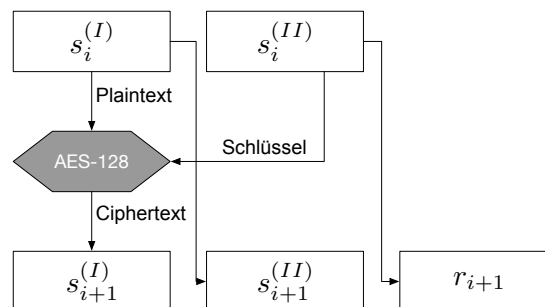 s_i^{(I)} s_i^{(II)}
Plaintext
AES-128 Schlüssel
Ciphertext
s_{i+1}^{(I)} s_{i+1}^{(II)} r_{i+1}